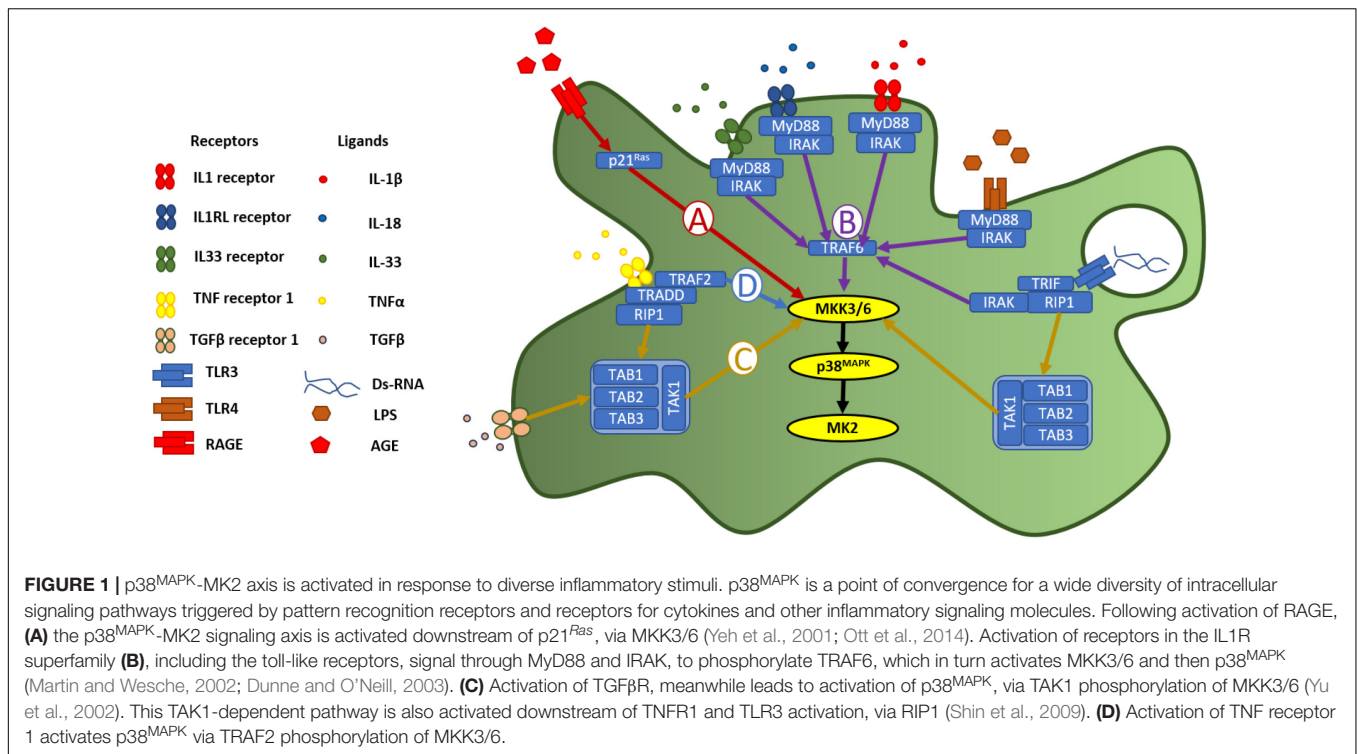 Receptors Ligands
IL1 receptor IL-1β
IL1RL receptor IL-18
IL33 receptor IL-33
TNF receptor 1 TNFα
TGFβ receptor 1 TGFβ
TLR3 Ds-RNA
TLR4 LPS
RAGE AGE
p21Ras
A
MyD88
IRAK
MyD88
IRAK
MyD88
IRAK
MyD88
IRAK
B
TRAF6
TRAF2
TRADD
RIP1
D
TRIF
IRAK RIP1
MKK3/6
C
p38MAPK
MK2
TAB1
TAB2
TAB3
TAK1
TAK1
TAB1
TAB2
TAB3
FIGURE 1 | p38MAPK-MK2 axis is activated in response to diverse inflammatory stimuli. p38MAPK is a point of convergence for a wide diversity of intracellular
signaling pathways triggered by pattern recognition receptors and receptors for cytokines and other inflammatory signaling molecules. Following activation of RAGE,
(A) the p38MAPK-MK2 signaling axis is activated downstream of p21Ras, via MKK3/6 (Yeh et al., 2001; Ott et al., 2014). Activation of receptors in the IL1R
superfamily (B), including the toll-like receptors, signal through MyD88 and IRAK, to phosphorylate TRAF6, which in turn activates MKK3/6 and then p38MAPK
(Martin and Wesche, 2002; Dunne and O'Neill, 2003). (C) Activation of TGFβR, meanwhile leads to activation of p38MAPK, via TAK1 phosphorylation of MKK3/6 (Yu
et al., 2002). This TAK1-dependent pathway is also activated downstream of TNFR1 and TLR3 activation, via RIP1 (Shin et al., 2009). (D) Activation of TNF receptor
1 activates p38MAPK via TRAF2 phosphorylation of MKK3/6.